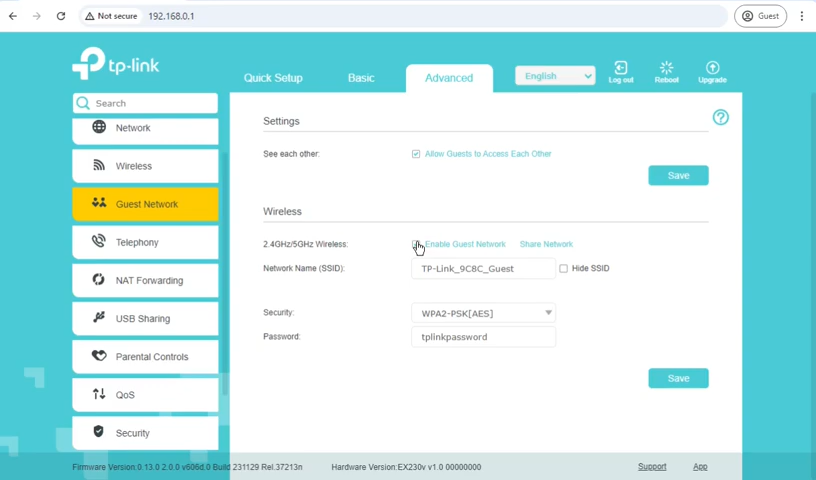 Not secure 192.168.0.1 Guest
tp-link
Quick Setup Basic Advanced English Log out Reboot Upgrade
Search
Network
Wireless
Guest Network
Telephony
NAT Forwarding
USB Sharing
Parental Controls
QoS
Security
Settings
See each other: Allow Guests to Access Each Other
Save
Wireless
2.4GHz/5GHz Wireless: Enable Guest Network Share Network
Network Name (SSID): TP-Link_9C8C_Guest Hide SSID
Security: WPA2-PSK[AES]
Password: tplinkpassword
Save
Firmware Version:0.13.0 2.0.0 v606d.0 Build 231129 Rel.37213n Hardware Version:EX230v v1.0 00000000 Support App